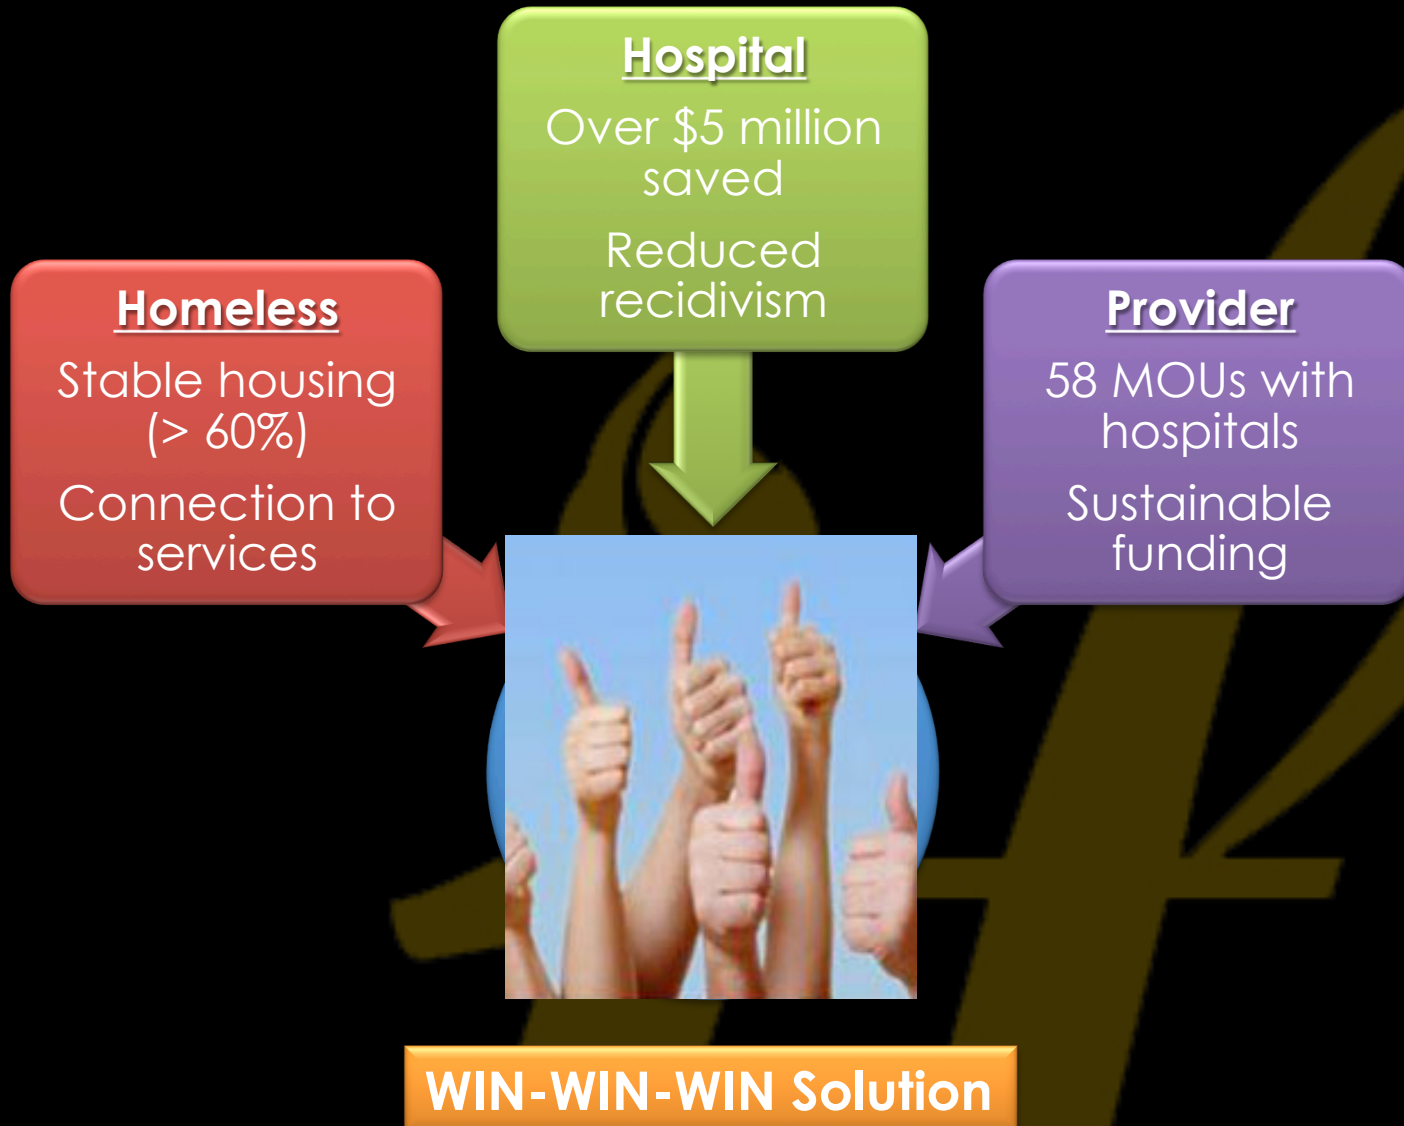 Hospital
Over $5 million
saved
Reduced
recidivism
Homeless
Stable housing
(> 60%)
Connection to
services
Provider
58 MOUs with
hospitals
Sustainable
funding
WIN-WIN-WIN Solution